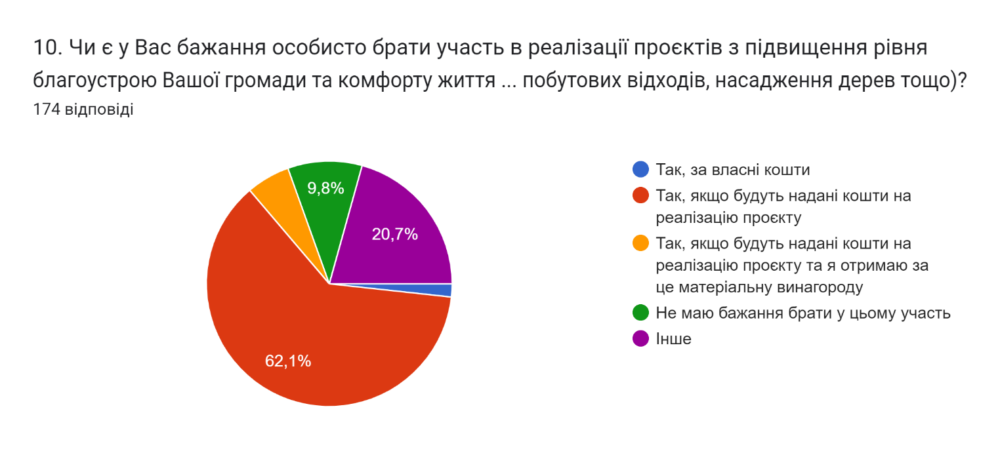 10. Чи є у Вас бажання особисто брати участь в реалізації проєктів з підвищення рівня
благоустрою Вашої громади та комфорту життя ... побутових відходів, насадження дерев тощо)?
174 відповіді
9,8%
20,7%
62,1%
Так, за власні кошти
Так, якщо будуть надані кошти на
реалізацію проєкту
Так, якщо будуть надані кошти на
реалізацію проєкту та я отримаю за
це матеріальну винагороду
Не маю бажання брати у цьому участь
Інше